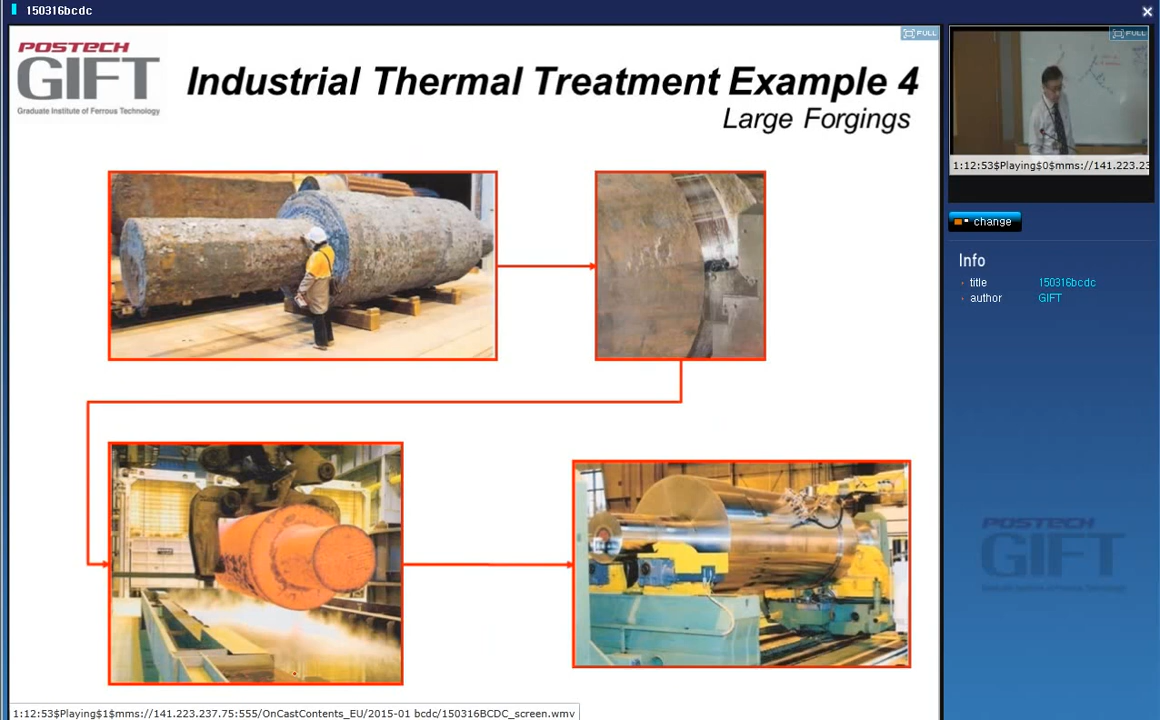 150316bcdc
POSTECH
GIFT
Graduate Institute of Ferrous Technology
Industrial Thermal Treatment Example 4
Large Forgings
FULL
FULL
1:12:53$Playing$0$mms://141.223.23
change
Info
title 150316bcdc
author GIFT
POSTECH
GIFT
1:12:53$Playing$1$mms://141.223.237.75:555/OnCastContents_EU/2015-01 bcdc/150316BCDC_screen.wmv